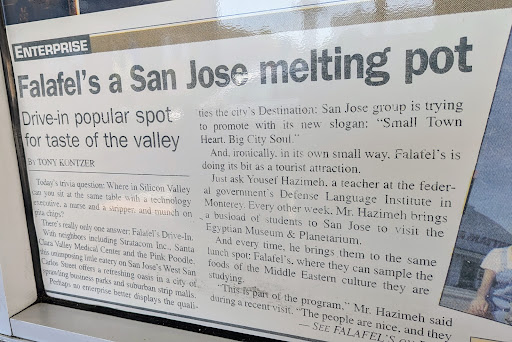 ENTERPRISE
Falafel's a San Jose melting pot
Drive-in popular spot
for taste of the valley
BY TONY KONTZER
Today's trivia question: Where in Silicon Valley
can you sit at the same table with a technology
executive, a nurse and a stripper and munch on
pita chips?
There's really only one answer: Falafel's Drive-In.
With neighbors including Stratacom Inc., Santa
Clara Valley Medical Center and the Pink Poodle,
this unimposing little eatery on San Jose's West San
Carlos Street offers a refreshing oasis in a city of
sprawling business parks and suburban strip malls.
Perhaps no enterprise better displays the quali-
ties the city's Destination: San Jose group is trying
to promote with its new slogan: "Small Town
Heart, Big City Soul."
And, ironically, in its own small way, Falafel's is
doing its bit as a tourist attraction.
Just ask Yousef Hazimeh, a teacher at the feder-
al government's Defense Language Institute in
Monterey. Every other week, Mr. Hazimeh brings
a busload of students to San Jose to visit the
Egyptian Museum & Planetarium.
And every time, he brings them to the same
lunch spot: Falafel's, where they can sample the
foods of the Middle Eastern culture they are
studying.
"This is part of the program," Mr. Hazimeh said
during a recent visit. "The people are nice, and they
— SEE FALAFEL'S